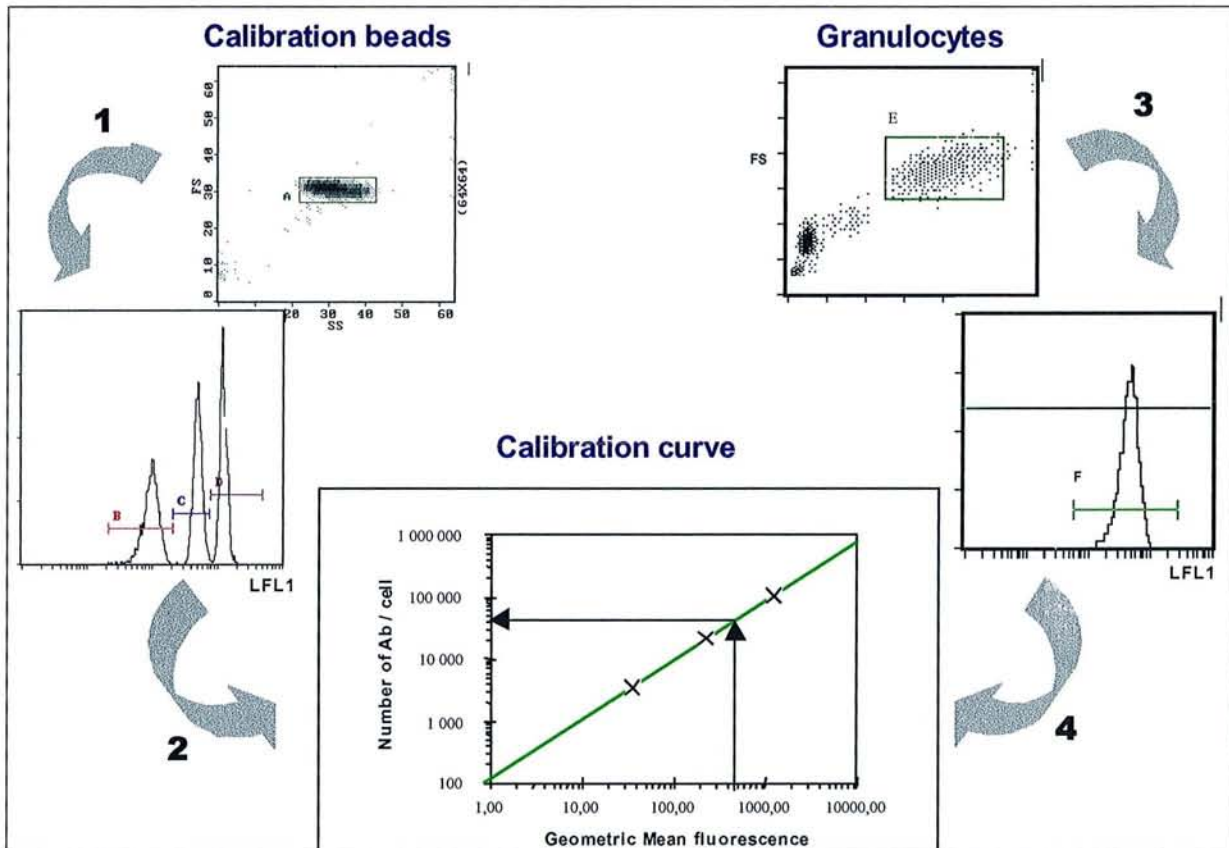 Calibration beads
Granulocytes
1
3
60
50
40
FS
30
20
10
0
A
20 30 40 50 60
SS
(64X64)
E
FS
B
C
D
LFL1
F
LFL1
2
4
Calibration curve
Number of Ab / cell
1 000 000
100 000
10 000
1 000
100
1,00 10,00 100,00 1000,00 10000,00
Geometric Mean fluorescence